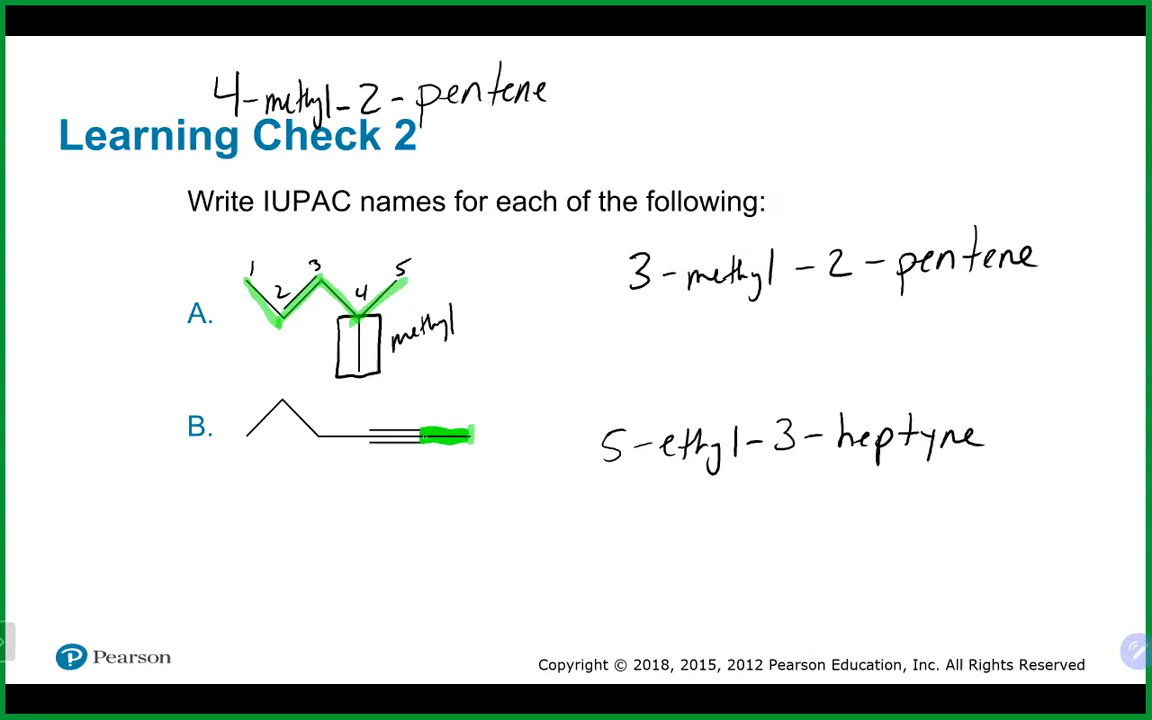 4-methyl-2-pentene
Learning Check 2
Write IUPAC names for each of the following:
1 3 5
2 4
3-methyl-2-pentene
A.
methyl
B.
5-ethyl-3-heptyne
Pearson
Copyright © 2018, 2015, 2012 Pearson Education, Inc. All Rights Reserved